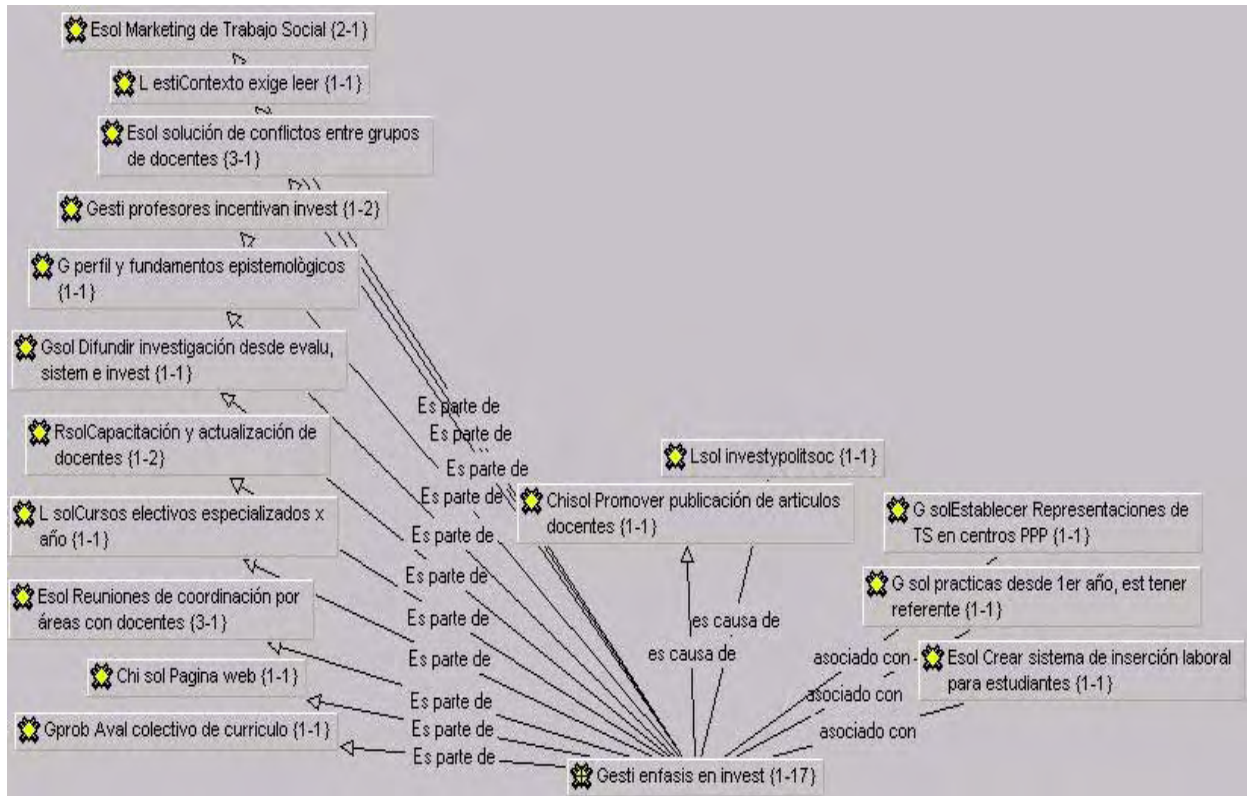 Esol Marketing de Trabajo Social {2-1}
L estiContexto exige leer {1-1}
Esol solución de conflictos entre grupos
de docentes {3-1}
Gesti profesores incentivan invest {1-2}
G perfil y fundamentos epistemològicos
{1-1}
Gsol Difundir investigación desde evalu,
sistem e invest {1-1}
RsolCapacitación y actualización de
docentes {1-2}
L solCursos electivos especializados x
año {1-1}
Esol Reuniones de coordinación por
áreas con docentes {3-1}
Chi sol Pagina web {1-1}
Gprob Aval colectivo de curriculo {1-1}
Es parte de
Es parte de
Es parte de
Es parte de
Es parte de
Es parte de
Es parte de
Es parte de
Es parte de
Es parte de
Es parte de
Lsol investypolitsoc {1-1}
Chisol Promover publicación de articulos
docentes {1-1}
es causa de
es causa de
G solEstablecer Representaciones de
TS en centros PPP {1-1}
G sol practicas desde 1er año, est tener
referente {1-1}
Esol Crear sistema de inserción laboral
para estudiantes {1-1}
asociado con
asociado con
asociado con
Gesti enfasis en invest {1-17}